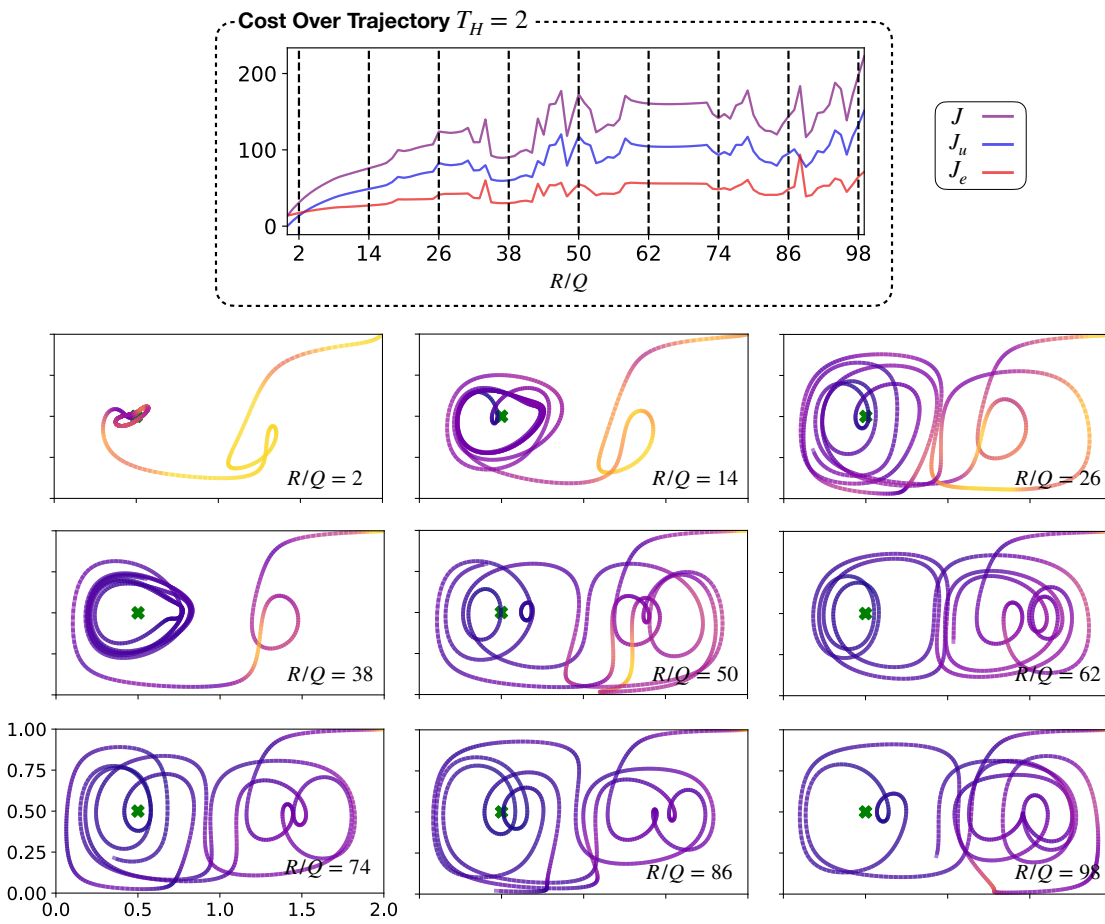 Cost Over Trajectory T_H = 2
200
100
0
2 14 26 38 50 62 74 86 98
R/Q
J
J_u
J_e
R/Q = 2
R/Q = 14
R/Q = 26
R/Q = 38
R/Q = 50
R/Q = 62
1.00
0.75
0.50
0.25
0.00
R/Q = 74
R/Q = 86
R/Q = 98
0.0 0.5 1.0 1.5 2.0